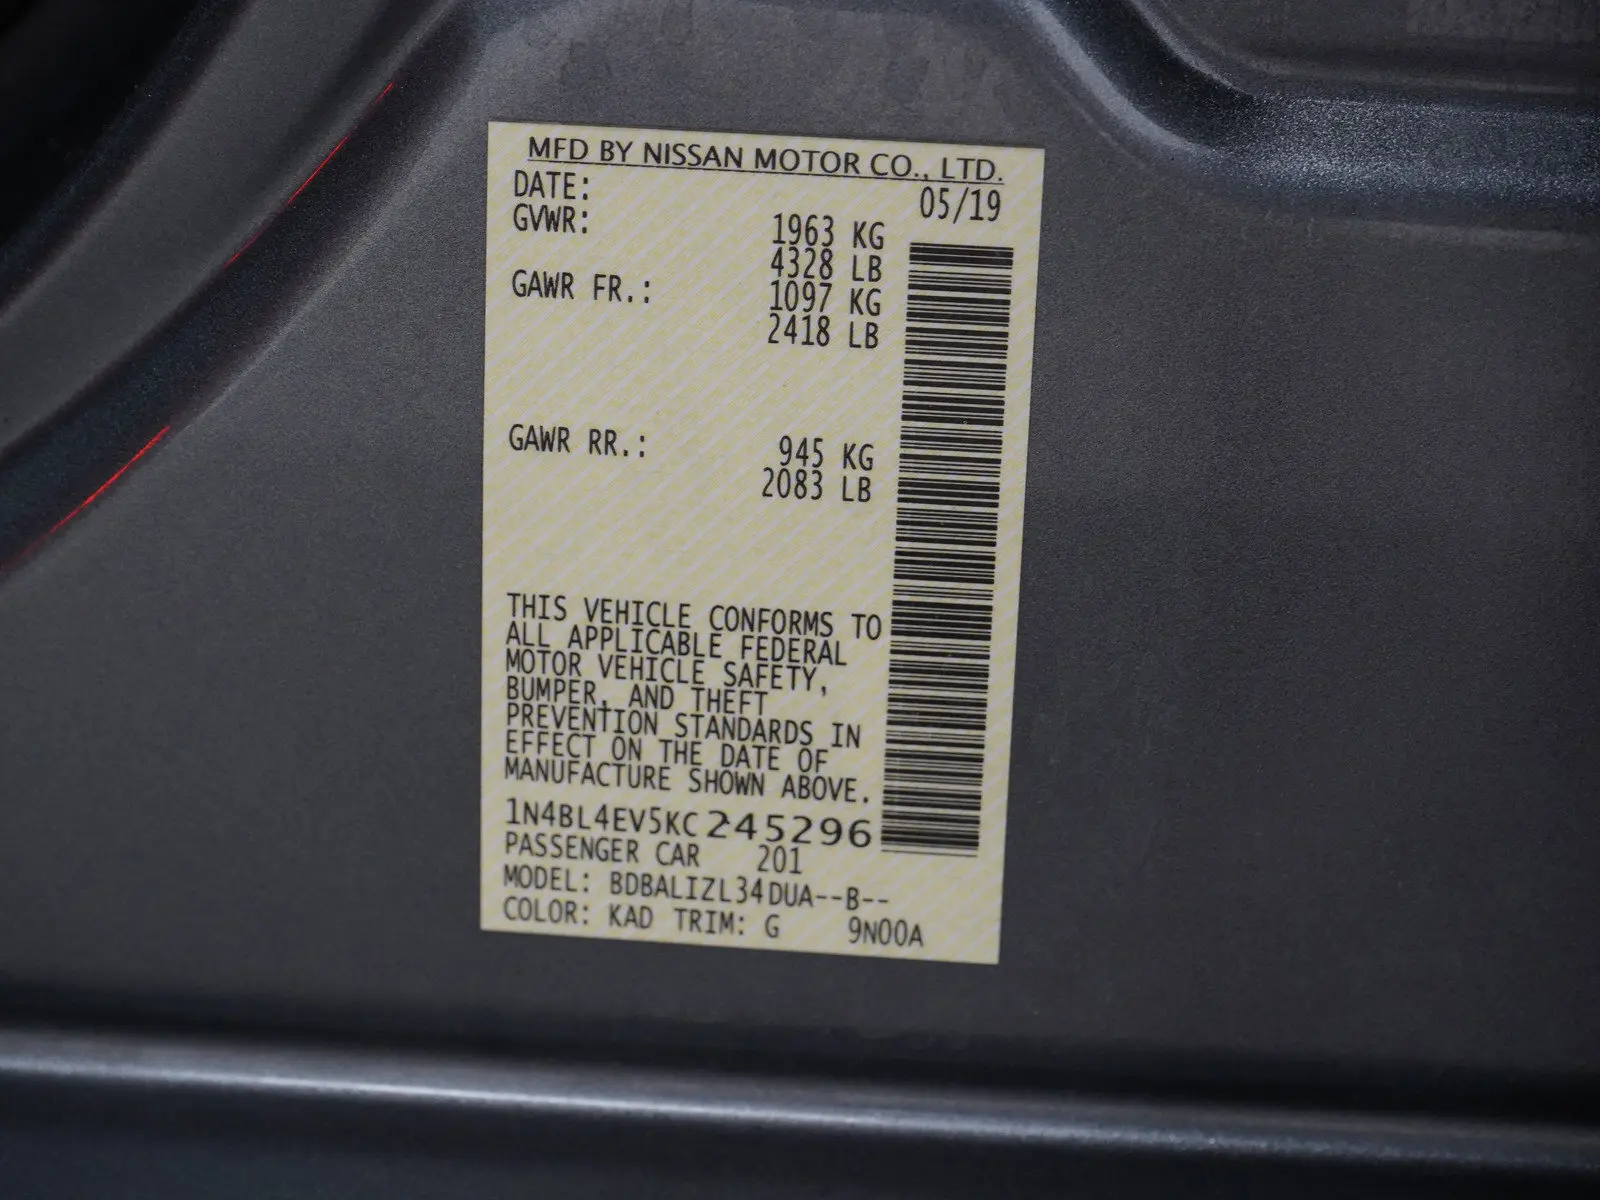 MFD BY NISSAN MOTOR CO., LTD.
DATE: 05/19
GVWR: 1963 KG
4328 LB
GAWR FR.: 1097 KG
2418 LB
GAWR RR.: 945 KG
2083 LB
THIS VEHICLE CONFORMS TO
ALL APPLICABLE FEDERAL
MOTOR VEHICLE SAFETY,
BUMPER, AND THEFT
PREVENTION STANDARDS IN
EFFECT ON THE DATE OF
MANUFACTURE SHOWN ABOVE.
1N4BL4EV5KC245296
PASSENGER CAR 201
MODEL: BDBALIZL34DUA--B--
COLOR: KAD TRIM: G 9N00A